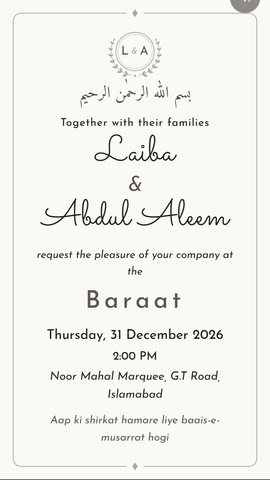 L & A
بسم الله الرحمن الرحيم
Together with their families
Laiba
&
Abdul Aleem
request the pleasure of your company at
the
Baraat
Thursday, 31 December 2026
2:00 PM
Noor Mahal Marquee, G.T Road,
Islamabad
Aap ki shirkat hamare liye baais-e-
musarrat hogi